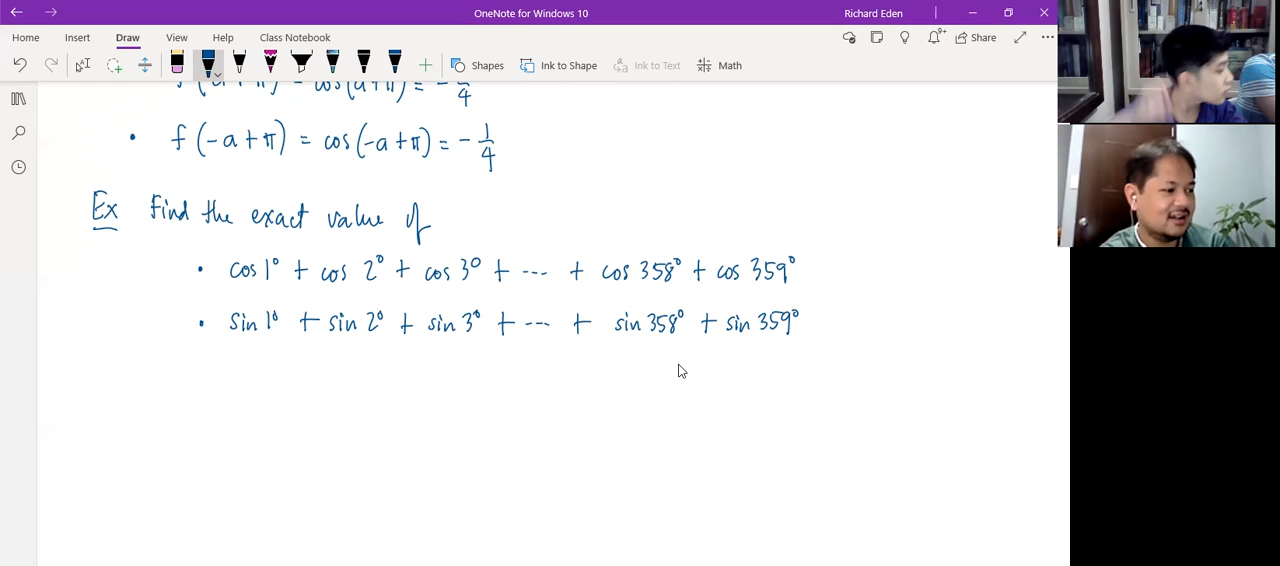 OneNote for Windows 10
Richard Eden
Home Insert Draw View Help Class Notebook
Share
Shapes Ink to Shape Ink to Text Math
cos(a+π) = -
4
• f(-a+π) = cos(-a+π) = -1/4
Ex Find the exact value of
• cos 1° + cos 2° + cos 3° + --- + cos 358° + cos 359°
• sin 1° + sin 2° + sin 3° + --- + sin 358° + sin 359°